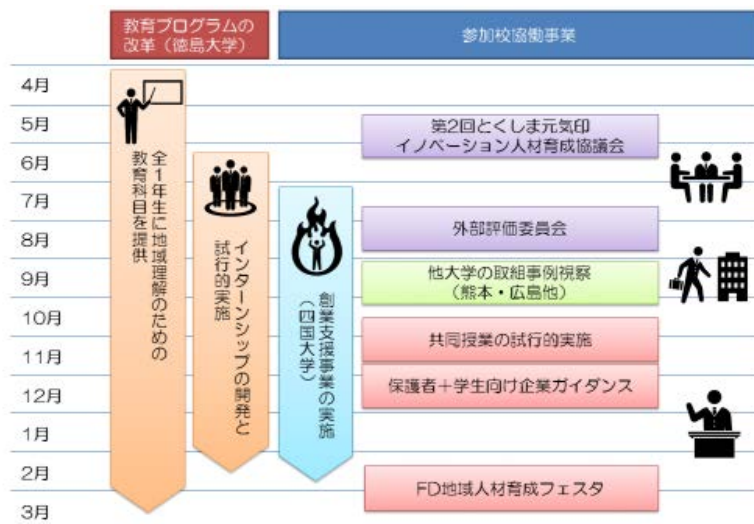 教育プログラムの
改革（徳島大学）
参加校協働事業
4月
5月
6月
7月
8月
9月
10月
11月
12月
1月
2月
3月
全1年生に地域理解のための
教育科目を提供
インターンシップの開発と
試行的実施
創業支援事業の実施
（四国大学）
第2回とくしま元気印
イノベーション人材育成協議会
外部評価委員会
他大学の取組事例視察
（熊本・広島他）
共同授業の試行的実施
保護者＋学生向け企業ガイダンス
FD地域人材育成フェスタ